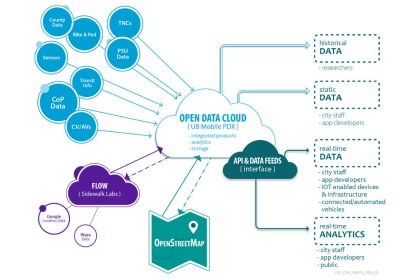 County
Data
Bike & Ped
TNCs
PSU
Data
Sensors
Transit
Info
CoP
Data
CV/AVs
OPEN DATA CLOUD
( UB Mobile PDX )
- integrated products
- analytics
- storage
API & DATA FEEDS
( interface )
FLOW
( Sidewalk Labs )
Google
Location Data
Waze
Data
OPENSTREETMAP
historical
DATA
- researchers
static
DATA
- city staff
- app developers
real-time
DATA
- city staff
- app developers
- IOT enabled devices
& infrastructure
- connected/automated
vehicles
real-time
ANALYTICS
- city staff
- app developers
- public